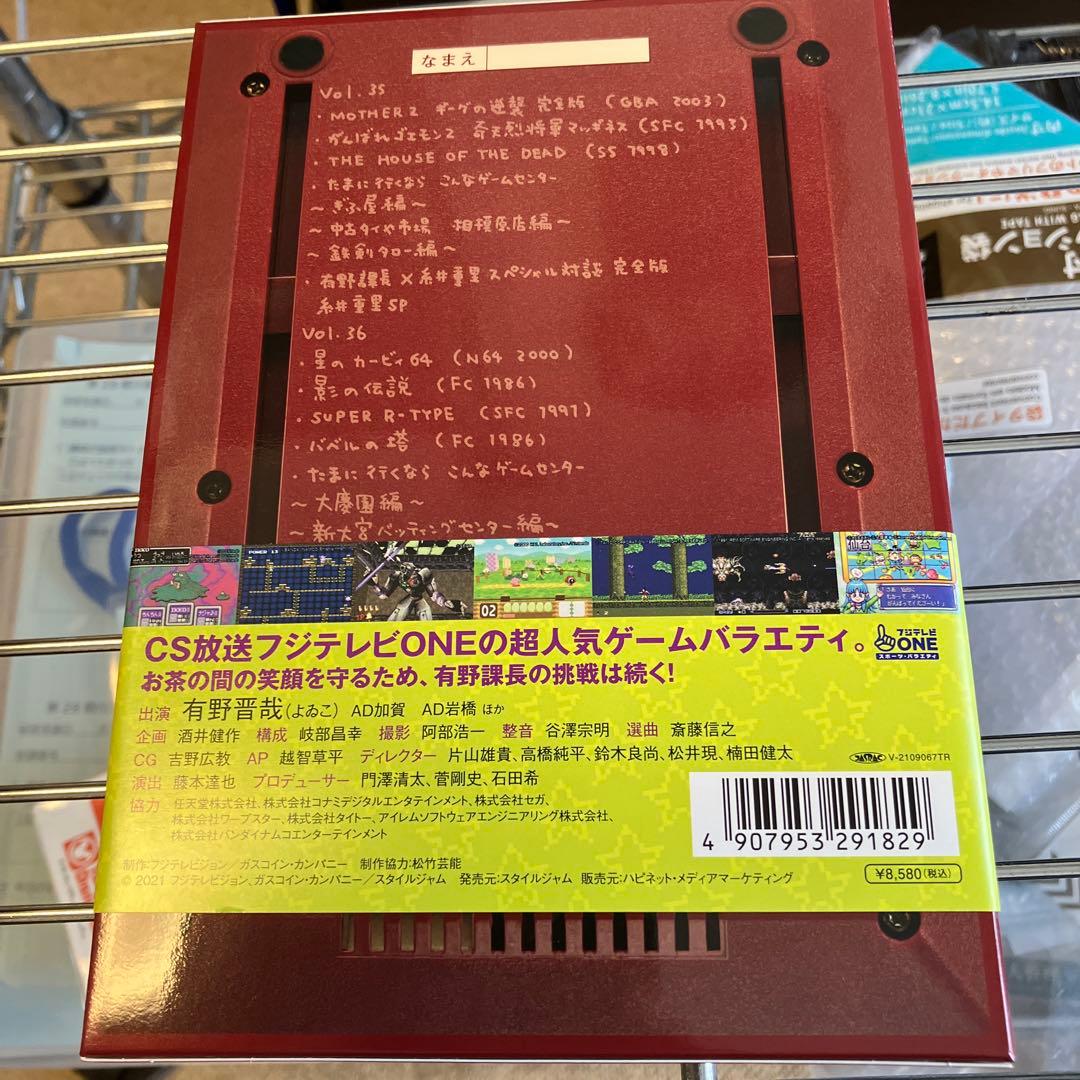 なまえ
Vol.35
・MOTHER2 ギーグの逆襲 完全版 (GBA 2003)
・がんばれゴエモン2 奇天烈将軍マッギネス (SFC 1993)
・THE HOUSE OF THE DEAD (SS 1998)
・たまに行くなら こんなゲームセンター
～ぎふ屋編～
～中古タイヤ市場 相模原店編～
～鉄剣タロー編～
・有野課長×糸井重里スペシャル対談 完全版
糸井重里SP
Vol.36
・星のカービィ64 (N64 2000)
・影の伝説 (FC 1986)
・SUPER R-TYPE (SFC 1991)
・バベルの塔 (FC 1986)
・たまに行くなら こんなゲームセンター
～大慶園編～
～新大宮バッティングセンター編～
POWER 13
02
仙台
CS放送フジテレビONEの超人気ゲームバラエティ。
フジテレビ
ONE
スポーツ・バラエティ
お茶の間の笑顔を守るため、有野課長の挑戦は続く!
出演 有野晋哉(よゐこ) AD加賀 AD岩橋 ほか
企画 酒井健作 構成 岐部昌幸 撮影 阿部浩一 整音 谷澤宗明 選曲 斎藤信之
CG 吉野広教 AP 越智草平 ディレクター 片山雄貴、高橋純平、鈴木良尚、松井現、楠田健太
V-2109067TR
演出 藤本達也 プロデューサー 門澤清太、菅剛史、石田希
協力 任天堂株式会社、株式会社コナミデジタルエンタテインメント、株式会社セガ、
株式会社ワープスター、株式会社タイトー、アイレムソフトウェアエンジニアリング株式会社、
株式会社バンダイナムコエンターテインメント
4 907953 291829
制作:フジテレビジョン/ガスコイン・カンパニー 制作協力:松竹芸能
© 2021 フジテレビジョン、ガスコイン・カンパニー/スタイルジャム 発売元:スタイルジャム 販売元:ハピネット・メディアマーケティング
¥8,580(税込)